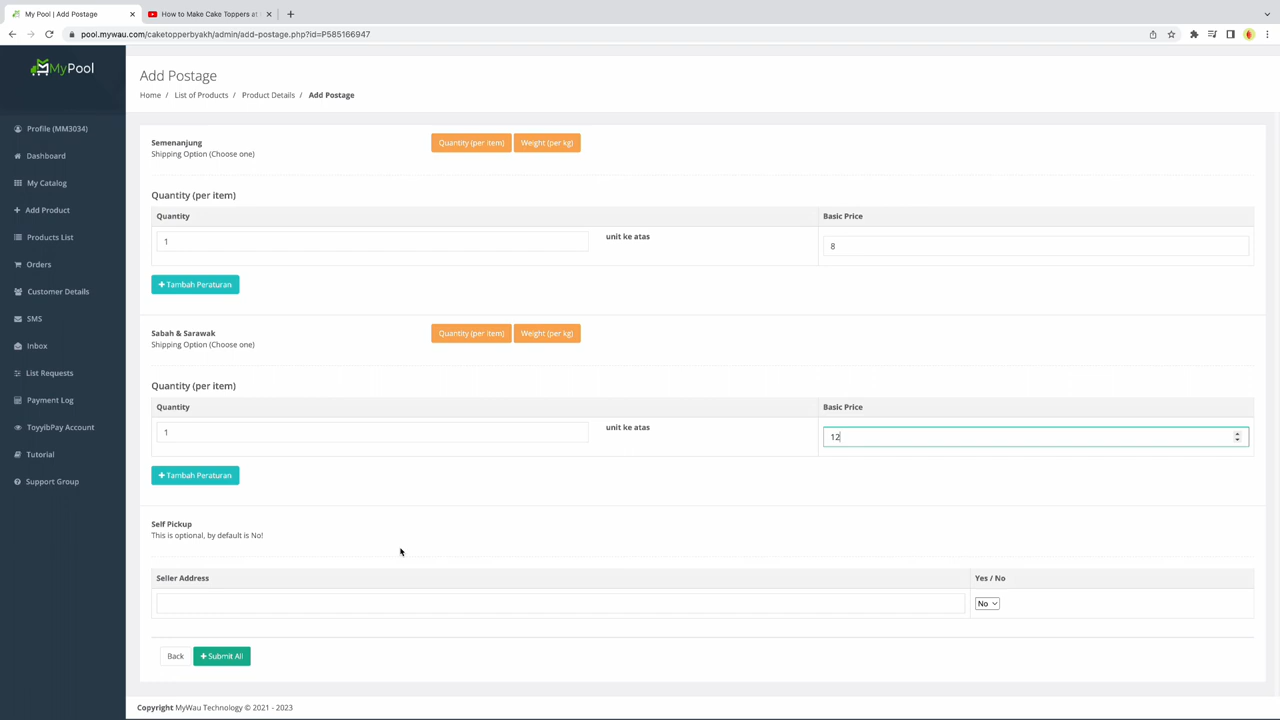 My Pool | Add Postage
How to Make Cake Toppers at
pool.mywau.com/caketopperbyakh/admin/add-postage.php?id=P585166947
MyPool
Profile (MM3034)
Dashboard
My Catalog
Add Product
Products List
Orders
Customer Details
SMS
Inbox
List Requests
Payment Log
ToyyibPay Account
Tutorial
Support Group
Add Postage
Home / List of Products / Product Details / Add Postage
Semenanjung
Shipping Option (Choose one)
Quantity (per item) Weight (per kg)
Quantity (per item)
Quantity Basic Price
1 unit ke atas 8
+ Tambah Peraturan
Sabah & Sarawak
Shipping Option (Choose one)
Quantity (per item) Weight (per kg)
Quantity (per item)
Quantity Basic Price
1 unit ke atas 12
+ Tambah Peraturan
Self Pickup
This is optional, by default is No!
Seller Address Yes / No
No
Back + Submit All
Copyright MyWau Technology © 2021 - 2023